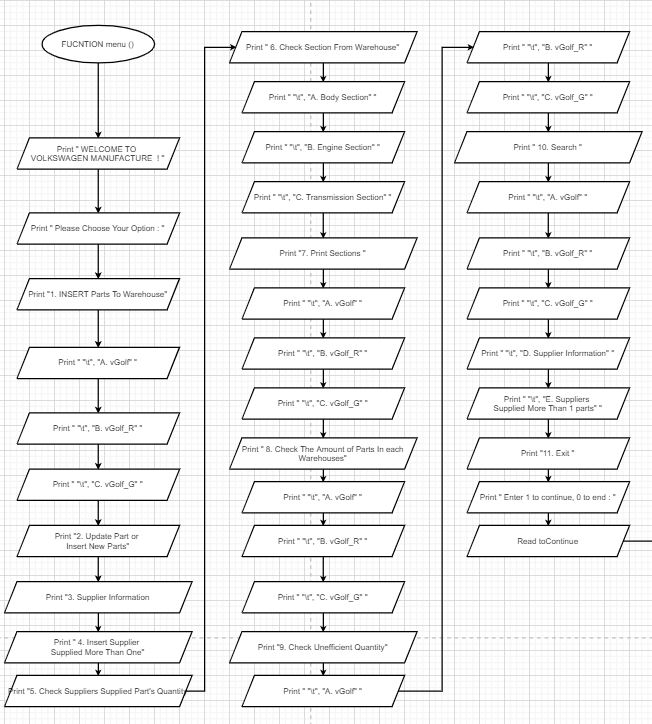 FUCNTION menu ()
Print " WELCOME TO
VOLKSWAGEN MANUFACTURE  ! "
Print " Please Choose Your Option : "
Print "1. INSERT Parts To Warehouse"
Print " "\t", "A. vGolf" "
Print " "\t", "B. vGolf_R" "
Print " "\t", "C. vGolf_G" "
Print "2. Update Part or
Insert New Parts"
Print "3. Supplier Information
Print " 4. Insert Supplier
Supplied More Than One"
Print "5. Check Suppliers Supplied Part's Quantity
Print " 6. Check Section From Warehouse"
Print " "\t", "A. Body Section" "
Print " "\t", "B. Engine Section" "
Print " "\t", "C. Transmission Section"
Print "7. Print Sections "
Print " "\t", "A. vGolf" "
Print " "\t", "B. vGolf_R" "
Print " "\t", "C. vGolf_G" "
Print " 8. Check The Amount of Parts In each
Warehouses"
Print " "\t", "A. vGolf" "
Print " "\t", "B. vGolf_R" "
Print " "\t", "C. vGolf_G" "
Print "9. Check Unefficient Quantity"
Print " "\t", "A. vGolf" "
Print " "\t", "B. vGolf_R" "
Print " "\t", "C. vGolf_G" "
Print " 10. Search "
Print " "\t", "A. vGolf" "
Print " "\t", "B. vGolf_R" "
Print " "\t", "C. vGolf_G" "
Print " "\t", "D. Supplier Information" "
Print " "\t", "E. Suppliers
Supplied More Than 1 parts" "
Print "11. Exit "
Print " Enter 1 to continue, 0 to end : "
Read toContinue